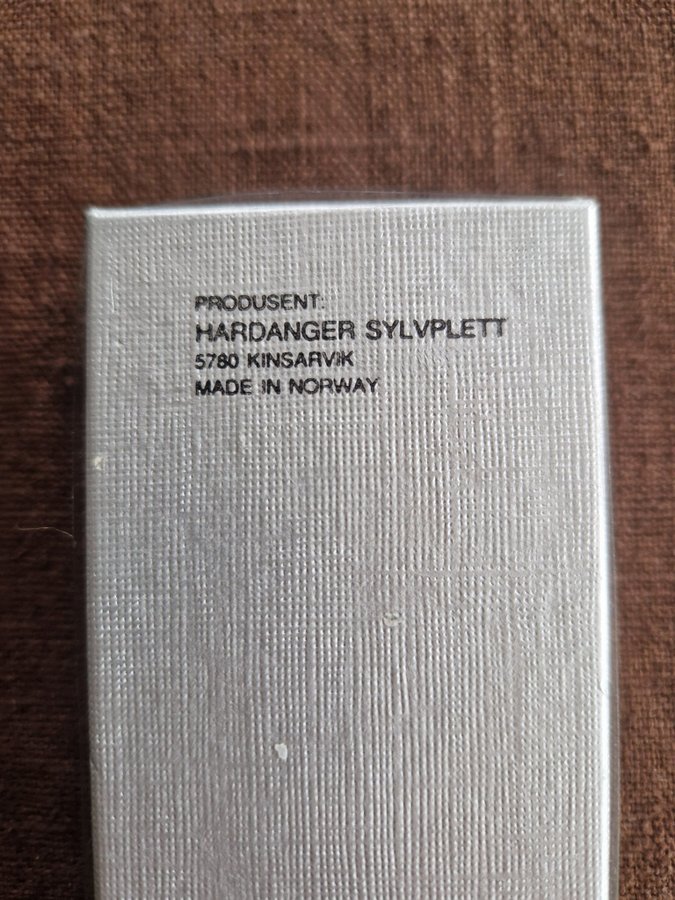 PRODUSENT:
HARDANGER SYLVPLETT
5780 KINSARVIK
MADE IN NORWAY